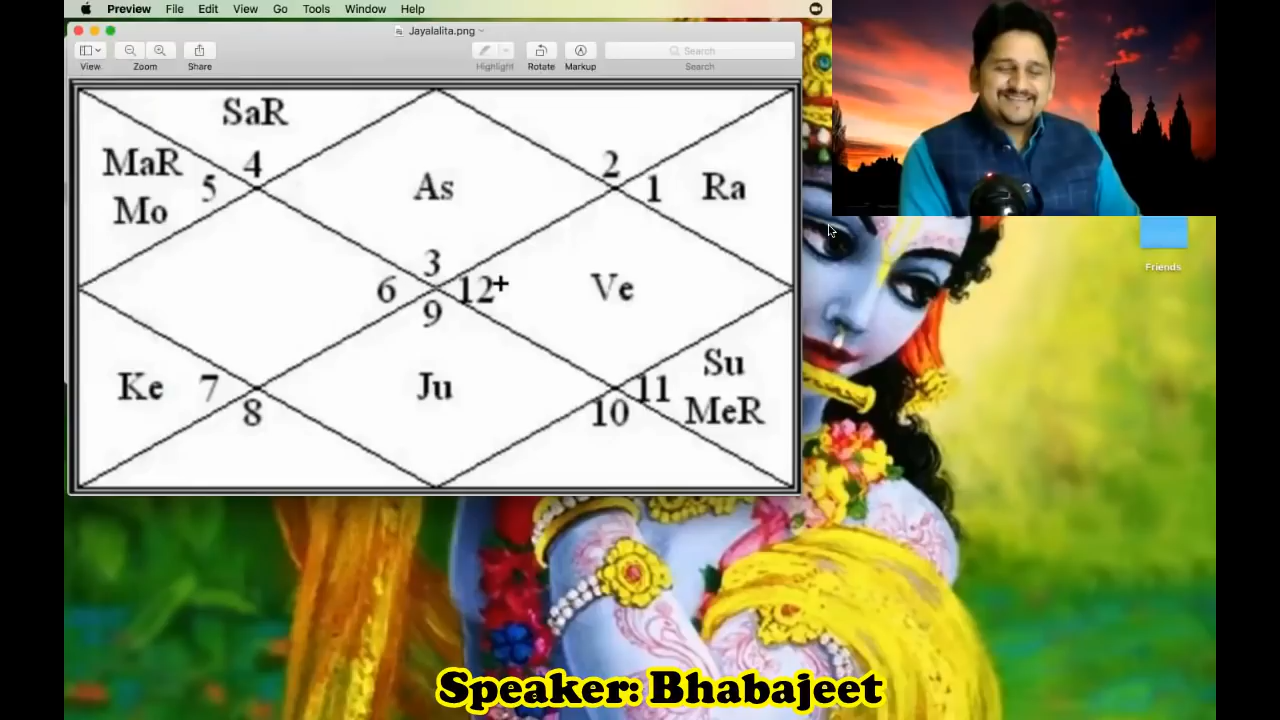 Preview File Edit View Go Tools Window Help
Jayalalita.png
Search
View Zoom Share Highlight Rotate Markup Search
SaR
MaR
Mo
4
5
As
2
1
Ra
3
6
12+
9
Ve
Ke
7
8
Ju
10
11
Su
MeR
Friends
Speaker: Bhabajeet